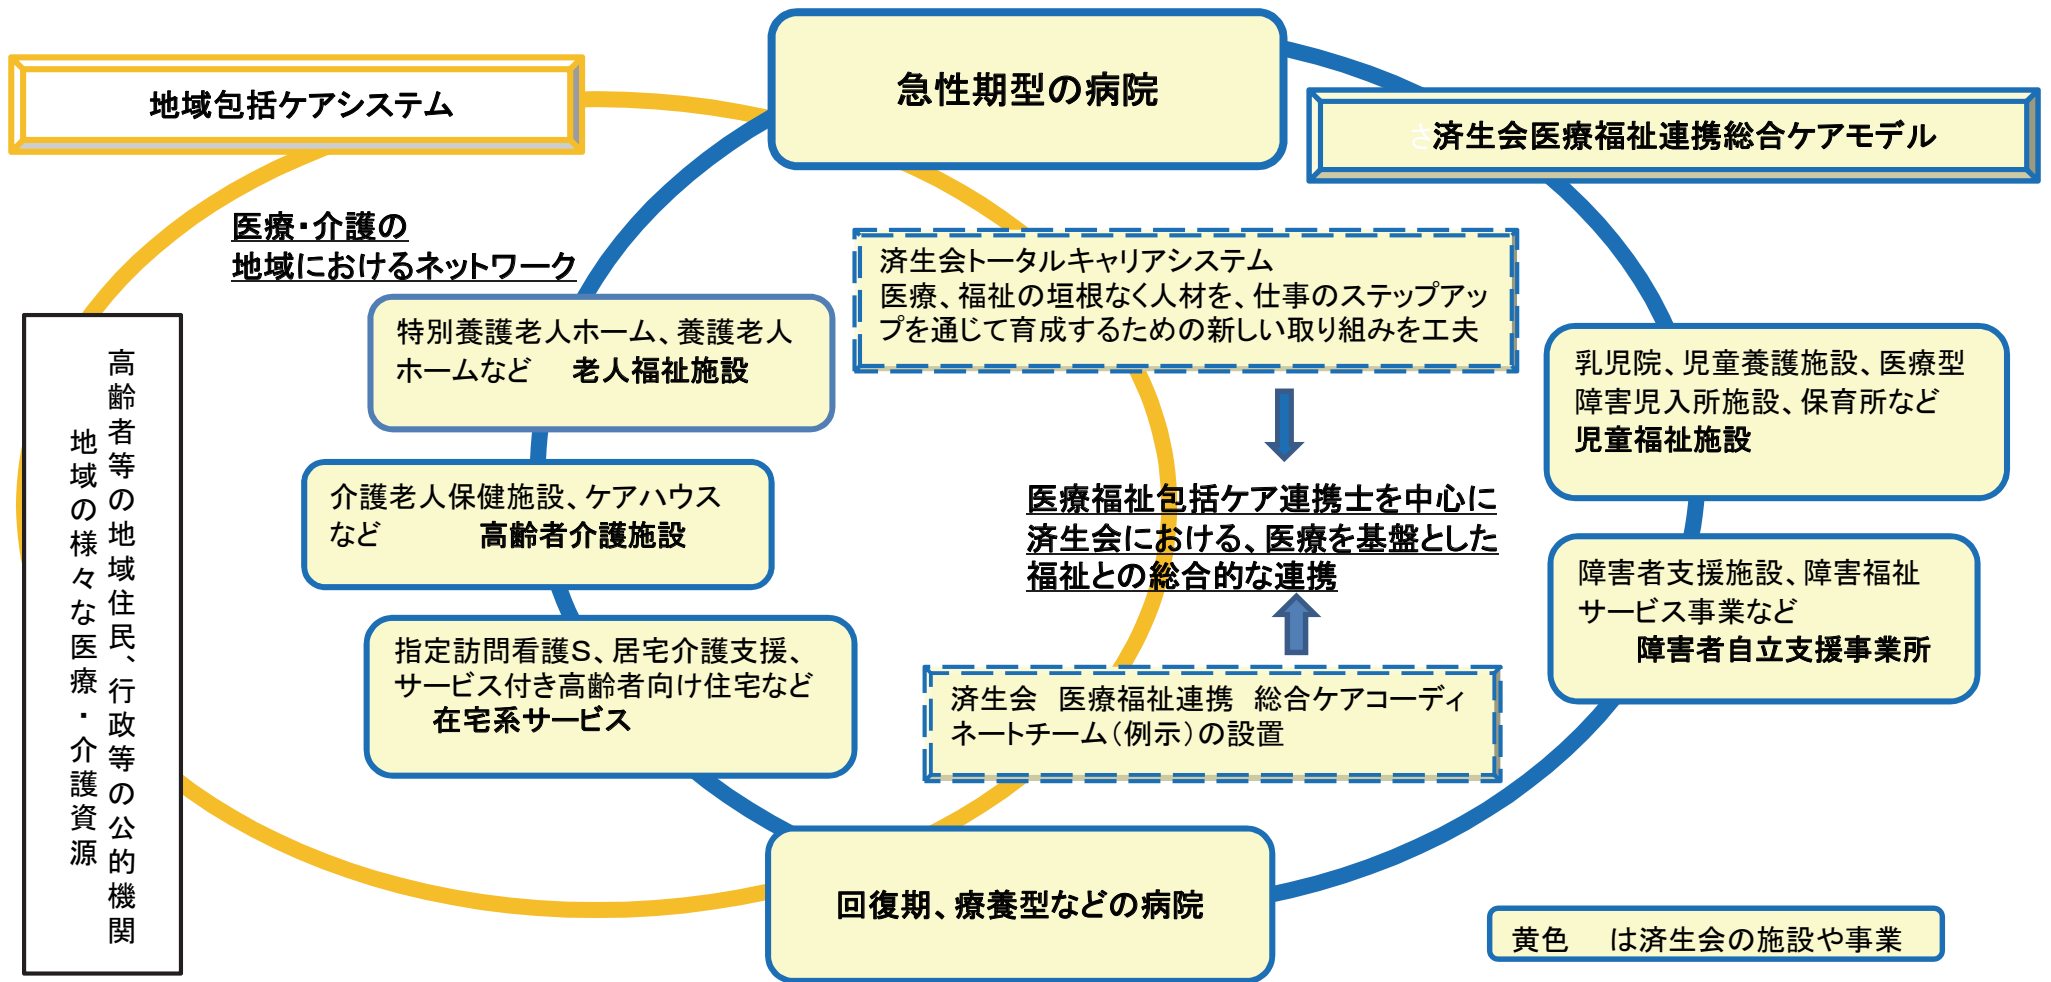 急性期型の病院
地域包括ケアシステム
さ済生会医療福祉連携総合ケアモデル
医療・介護の
地域におけるネットワーク
済生会トータルキャリアシステム
医療、福祉の垣根なく人材を、仕事のステップアッ
プを通じて育成するための新しい取り組みを工夫
特別養護老人ホーム、養護老人
ホームなど 老人福祉施設
乳児院、児童養護施設、医療型
障害児入所施設、保育所など
児童福祉施設
高齢者等の地域住民、行政等の公的機関
地域の様々な医療・介護資源
介護老人保健施設、ケアハウス
など 高齢者介護施設
医療福祉包括ケア連携士を中心に
済生会における、医療を基盤とした
福祉との総合的な連携
障害者支援施設、障害福祉
サービス事業など
障害者自立支援事業所
指定訪問看護S、居宅介護支援、
サービス付き高齢者向け住宅など
在宅系サービス
済生会 医療福祉連携 総合ケアコーディ
ネートチーム(例示)の設置
回復期、療養型などの病院
黄色 は済生会の施設や事業